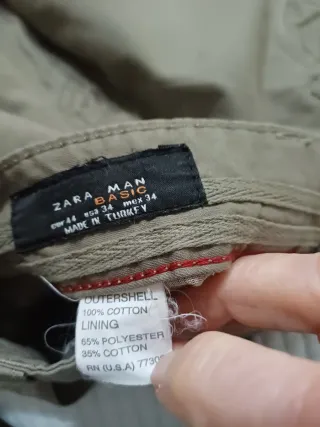 ZARA MAN
BASIC
eur 44 usa 34 mex 34
MADE IN TURKEY
OUTERSHELL
100% COTTON
LINING
65% POLYESTER
35% COTTON
RN (U.S.A) 7730